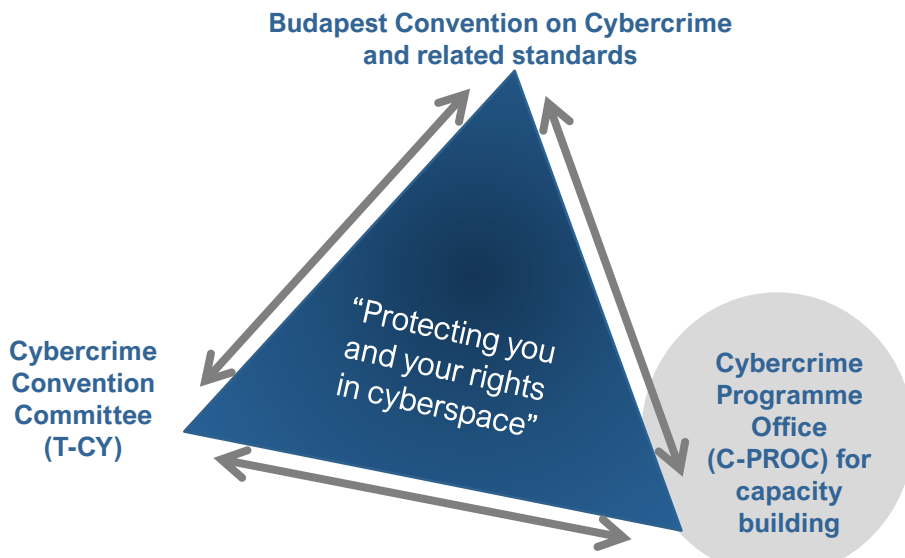 Budapest Convention on Cybercrime
and related standards
“Protecting you
and your rights
in cyberspace”
Cybercrime
Convention
Committee
(T-CY)
Cybercrime
Programme
Office
(C-PROC) for
capacity
building